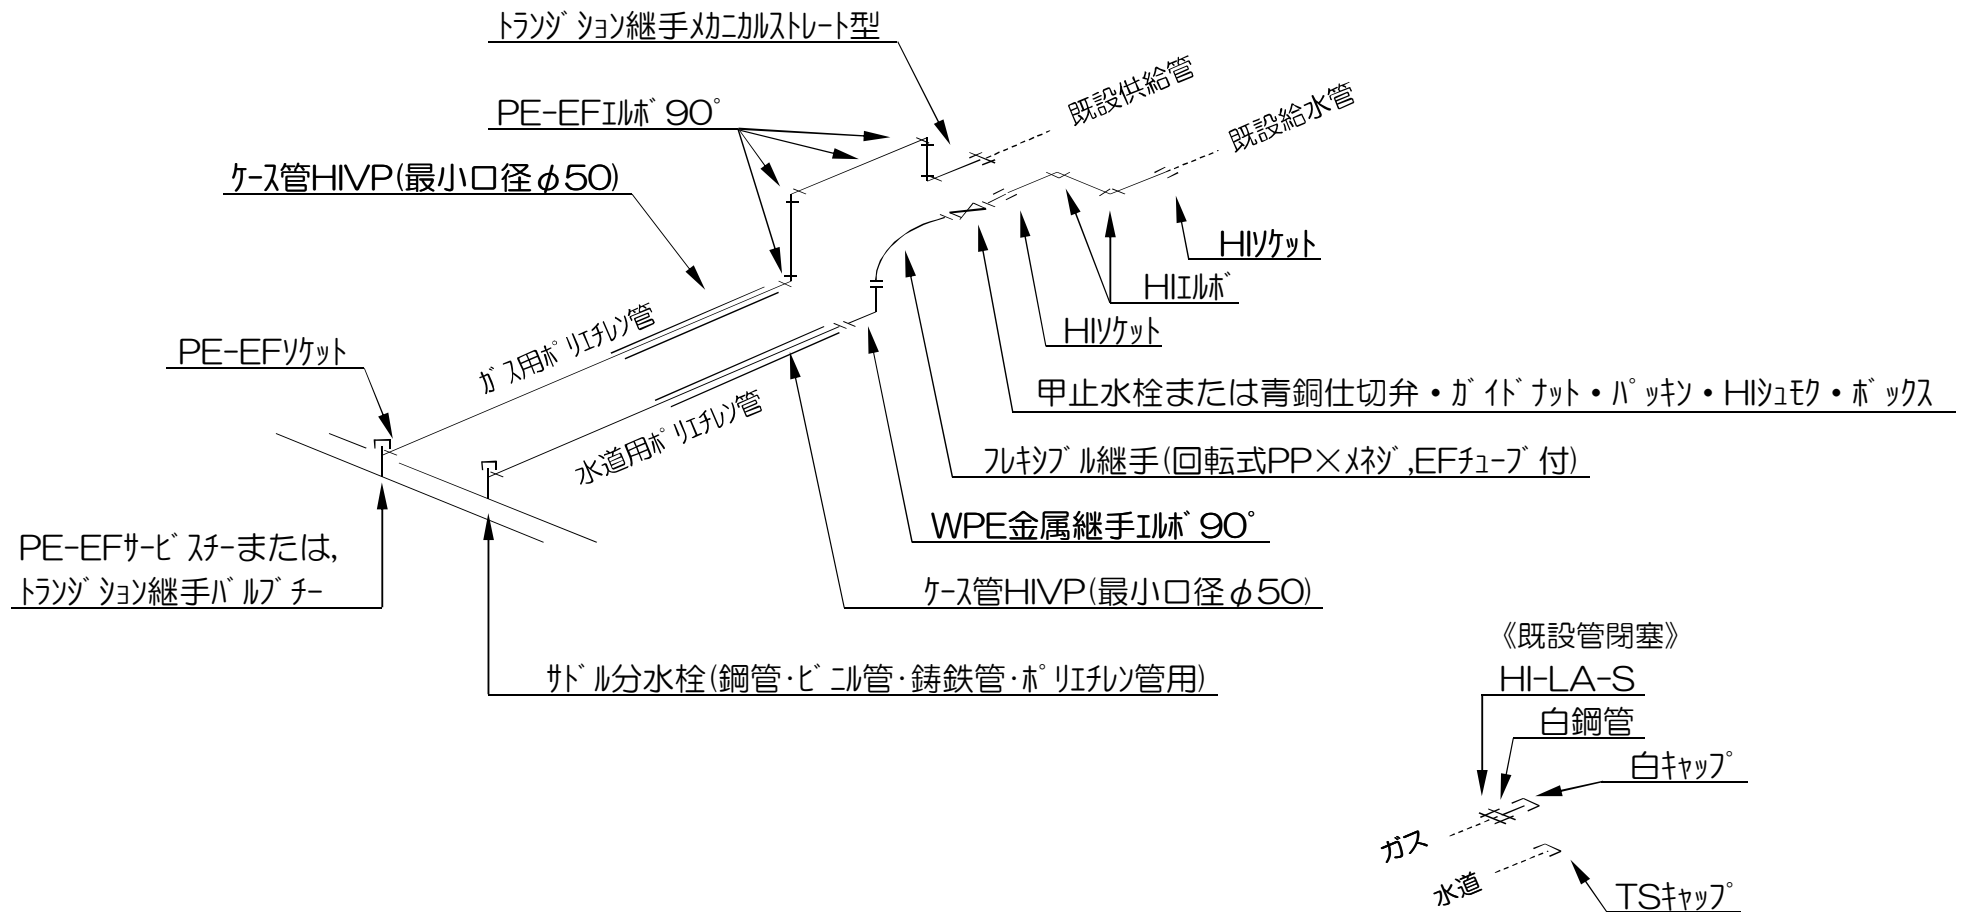 ﾄﾗﾝｼﾞｼｮﾝ継手ﾒｶﾆｶﾙｽﾄﾚｰﾄ型
既設供給管
PE-EFｴﾙﾎﾞ90°
既設給水管
ｹｰｽ管HIVP(最小口径φ50)
HIｿｹｯﾄ
HIｴﾙﾎﾞ
HIｿｹｯﾄ
ｶﾞｽ用ﾎﾟﾘｴﾁﾚﾝ管
PE-EFｿｹｯﾄ
甲止水栓または青銅仕切弁・ｶﾞｲﾄﾞﾅｯﾄ・ﾊﾟｯｷﾝ・HIｼｭﾓｸ・ﾎﾞｯｸｽ
水道用ﾎﾟﾘｴﾁﾚﾝ管
ﾌﾚｷｼﾌﾞﾙ継手(回転式PP×ﾒﾈｼﾞ,EFﾁｭｰﾌﾞ付)
WPE金属継手ｴﾙﾎﾞ90°
PE-EFｻｰﾋﾞｽﾁｰまたは,
ﾄﾗﾝｼﾞｼｮﾝ継手ﾊﾞﾙﾌﾞﾁｰ
ｹｰｽ管HIVP(最小口径φ50)
ｻﾄﾞﾙ分水栓(鋼管･ﾋﾞﾆﾙ管･鋳鉄管･ﾎﾟﾘｴﾁﾚﾝ管用)
《既設管閉塞》
HI-LA-S
白鋼管
白ｷｬｯﾌﾟ
ガス
水道
TSｷｬｯﾌﾟ